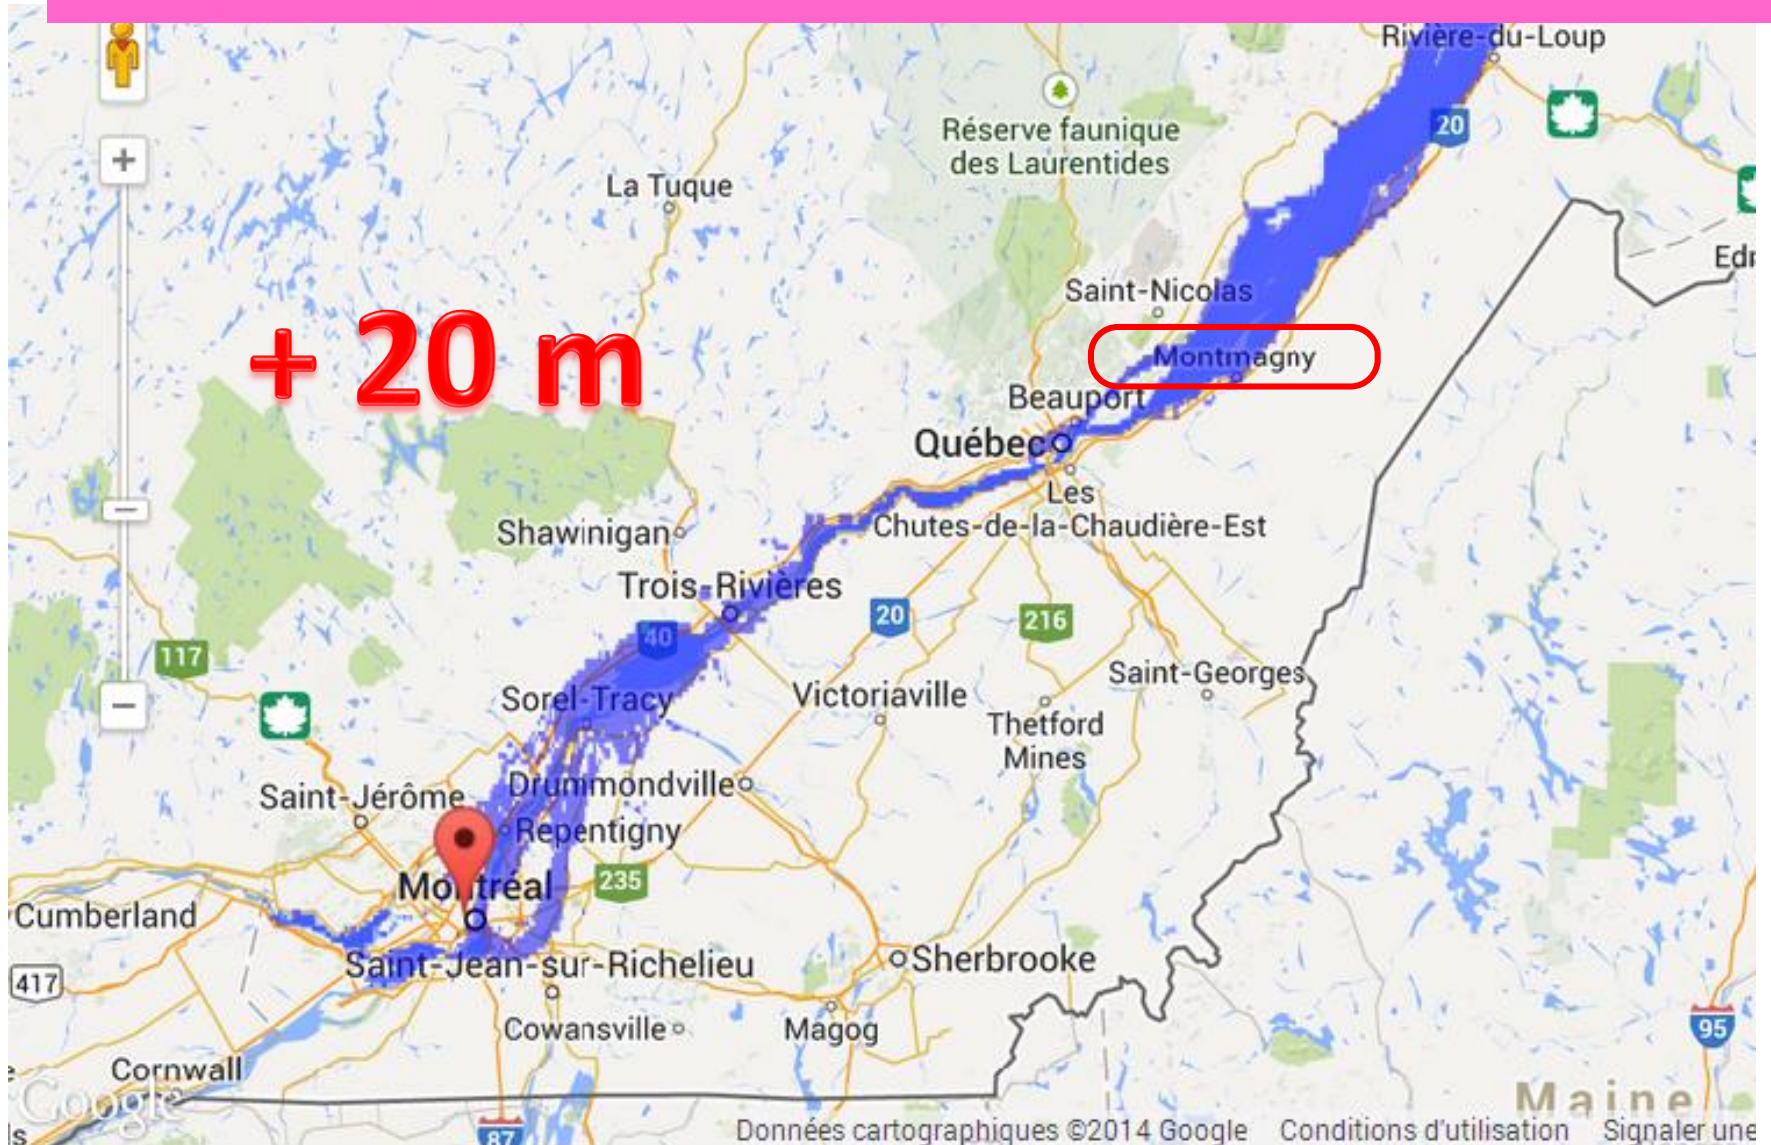 Rivière-du-Loup
20
Réserve faunique
des Laurentides
La Tuque
Saint-Nicolas
+ 20 m
Montmagny
Beauport
Québec
Les
Chutes-de-la-Chaudière-Est
Shawinigan
Trois-Rivières
40
20
216
117
Saint-Georges
Sorel-Tracy
Victoriaville
Thetford
Mines
Drummondville
Saint-Jérôme
Repentigny
Montréal
235
Cumberland
Sherbrooke
Saint-Jean-sur-Richelieu
417
Cowansville
Magog
95
Cornwall
Google
Maine
87
Données cartographiques ©2014 Google Conditions d'utilisation Signaler une